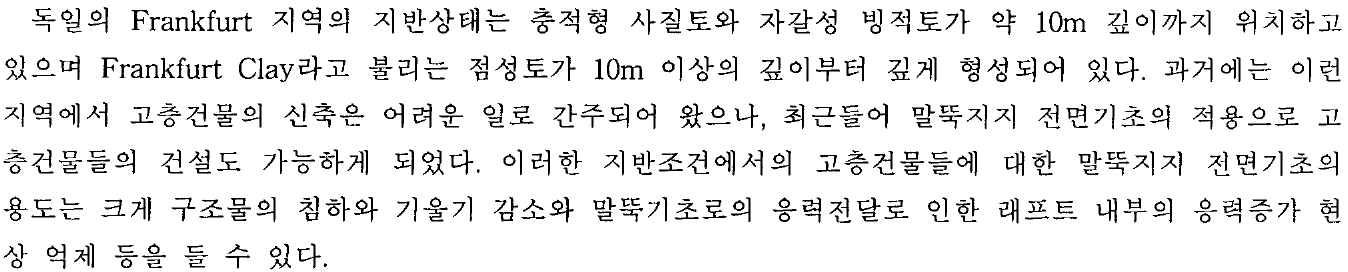 독일의 Frankfurt 지역의 지반상태는 충적형 사질토와 자갈성 빙적토가 약 10m 깊이까지 위치하고
있으며 Frankfurt Clay라고 불리는 점성토가 10m 이상의 깊이부터 깊게 형성되어 있다. 과거에는 이런
지역에서 고층건물의 신축은 어려운 일로 간주되어 왔으나, 최근들어 말뚝지지 전면기초의 적용으로 고
층건물들의 건설도 가능하게 되었다. 이러한 지반조건에서의 고층건물들에 대한 말뚝지지 전면기초의
용도는 크게 구조물의 침하와 기울기 감소와 말뚝기초로의 응력전달로 인한 래프트 내부의 응력증가 현
상 억제 등을 들 수 있다.